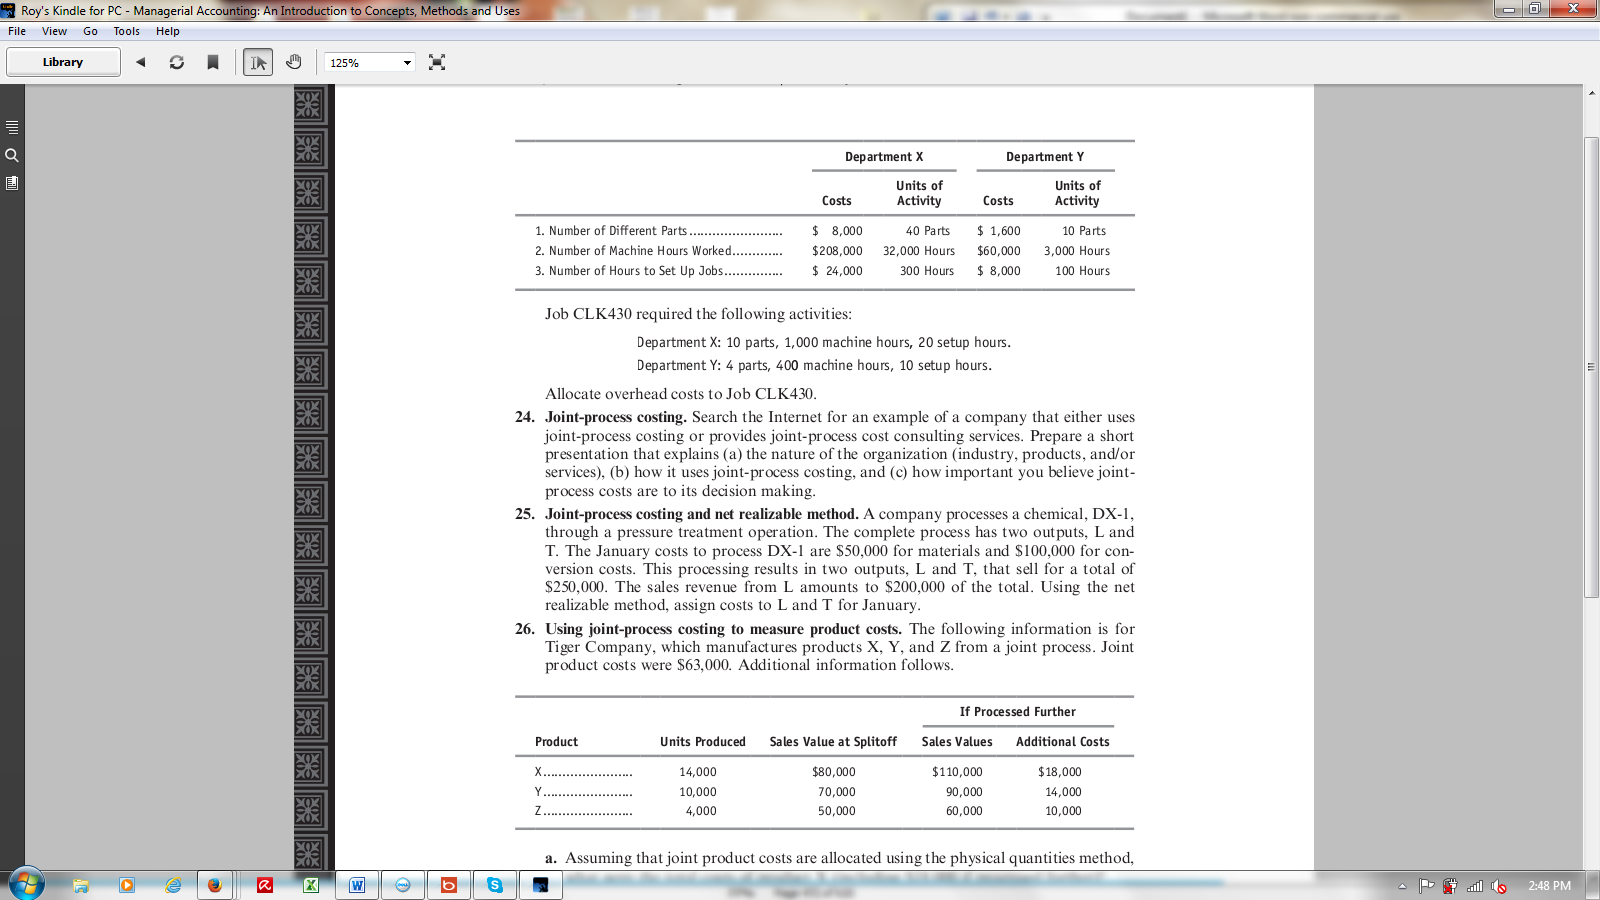 Roy's Kindle for PC - Managerial Accounting: An Introduction to Concepts, Methods and Uses
File View Go Tools Help
Library 125%
Department X Department Y
Units of Units of
Costs Activity Costs Activity
1. Number of Different Parts........................ $ 8,000 40 Parts $ 1,600 10 Parts
2. Number of Machine Hours Worked............. $208,000 32,000 Hours $60,000 3,000 Hours
3. Number of Hours to Set Up Jobs............... $ 24,000 300 Hours $ 8,000 100 Hours
Job CLK430 required the following activities:
Department X: 10 parts, 1,000 machine hours, 20 setup hours.
Department Y: 4 parts, 400 machine hours, 10 setup hours.
Allocate overhead costs to Job CLK430.
24. Joint-process costing. Search the Internet for an example of a company that either uses
joint-process costing or provides joint-process cost consulting services. Prepare a short
presentation that explains (a) the nature of the organization (industry, products, and/or
services), (b) how it uses joint-process costing, and (c) how important you believe joint-
process costs are to its decision making.
25. Joint-process costing and net realizable method. A company processes a chemical, DX-1,
through a pressure treatment operation. The complete process has two outputs, L and
T. The January costs to process DX-1 are $50,000 for materials and $100,000 for con-
version costs. This processing results in two outputs, L and T, that sell for a total of
$250,000. The sales revenue from L amounts to $200,000 of the total. Using the net
realizable method, assign costs to L and T for January.
26. Using joint-process costing to measure product costs. The following information is for
Tiger Company, which manufactures products X, Y, and Z from a joint process. Joint
product costs were $63,000. Additional information follows.
If Processed Further
Product Units Produced Sales Value at Splitoff Sales Values Additional Costs
X....................... 14,000 $80,000 $110,000 $18,000
Y....................... 10,000 70,000 90,000 14,000
Z....................... 4,000 50,000 60,000 10,000
a. Assuming that joint product costs are allocated using the physical quantities method,
2:48 PM